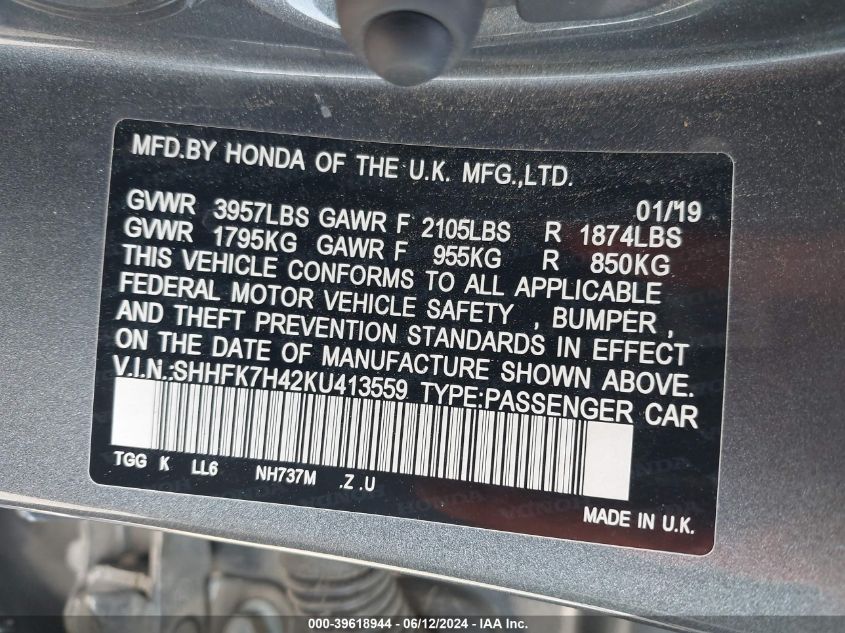 MFD.BY HONDA OF THE U.K. MFG.,LTD.
01/'19
GVWR 3957LBS GAWR F 2105LBS R 1874LBS
GVWR 1795KG GAWR F 955KG R 850KG
THIS VEHICLE CONFORMS TO ALL APPLICABLE
FEDERAL MOTOR VEHICLE SAFETY , BUMPER ,
AND THEFT PREVENTION STANDARDS IN EFFECT
ON THE DATE OF MANUFACTURE SHOWN ABOVE.
V.I.N.:SHHFK7H42KU413559 TYPE:PASSENGER CAR
TGG K LL6 NH737M .Z .U
MADE IN U.K.
000-39618944 - 06/12/2024 - IAA Inc.